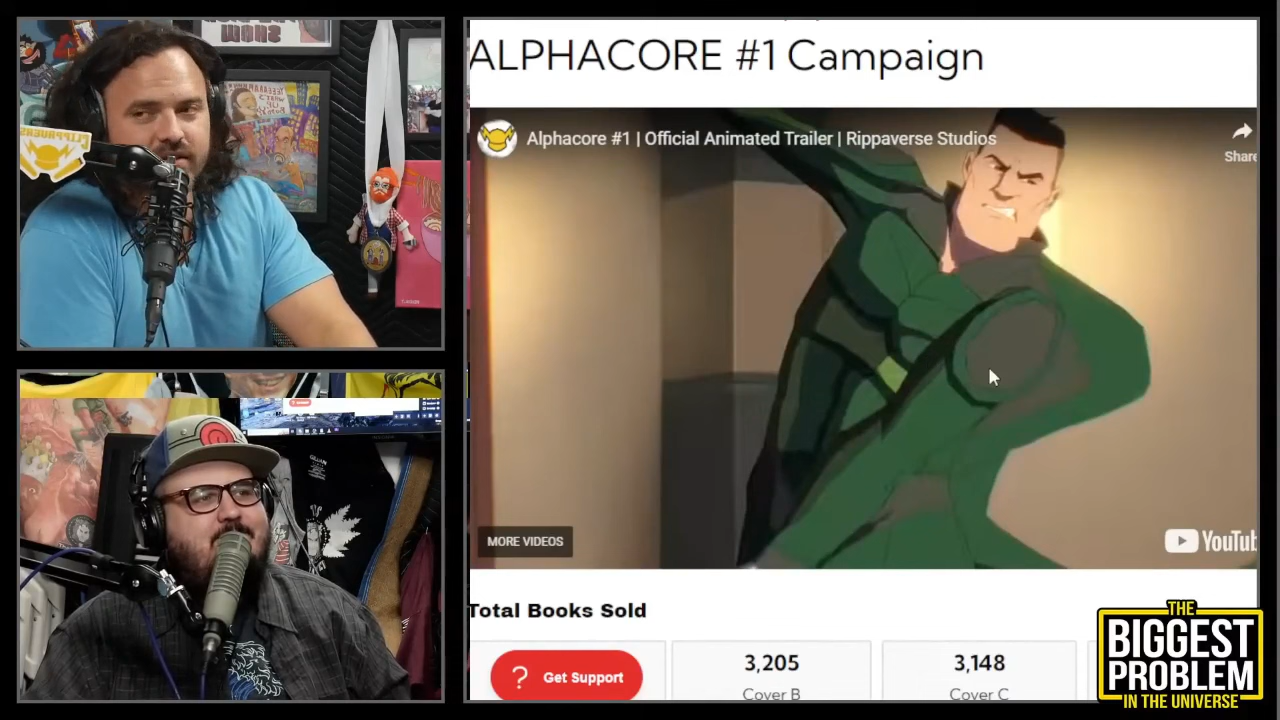 ALPHACORE #1 Campaign
Alphacore #1 | Official Animated Trailer | Rippaverse Studios
Share
MORE VIDEOS
YouTub
Total Books Sold
? Get Support
3,205
Cover B
3,148
Cover C
THE
BIGGEST
PROBLEM
IN THE UNIVERSE